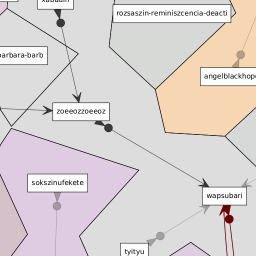 rozsaszin-reminiszcencia-deacti
arbara-barb
angelblackhope
zoeeozzoeeoz
sokszinufekete
wapsubari
tyityu